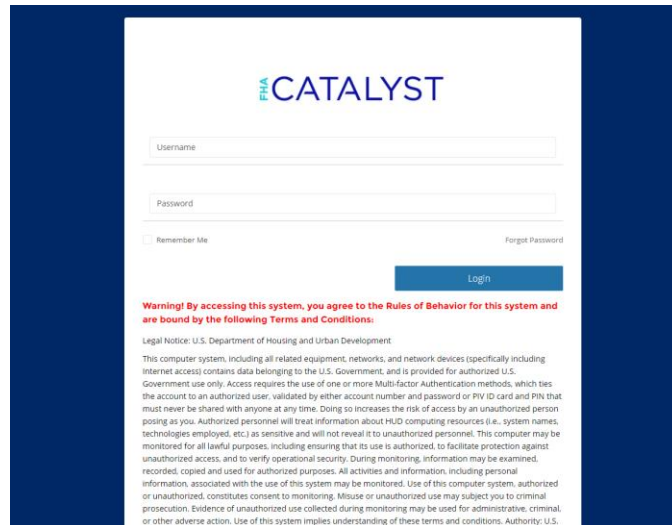 FHA CATALYST
Username
Password
Remember Me
Forgot Password
Login
Warning! By accessing this system, you agree to the Rules of Behavior for this system and
are bound by the following Terms and Conditions:
Legal Notice: U.S. Department of Housing and Urban Development
This computer system, including all related equipment, networks, and network devices (specifically including
Internet access) contains data belonging to the U.S. Government, and is provided for authorized U.S.
Government use only. Access requires the use of one or more Multi-factor Authentication methods, which ties
the account to an authorized user, validated by either account number and password or PIV ID card and PIN that
must never be shared with anyone at any time. Doing so increases the risk of access by an unauthorized person
posing as you. Authorized personnel will treat information about HUD computing resources (i.e., system names,
technologies employed, etc.) as sensitive and will not reveal it to unauthorized personnel. This computer may be
monitored for all lawful purposes, including ensuring that its use is authorized, to facilitate protection against
unauthorized access, and to verify operational security. During monitoring, information may be examined,
recorded, copied and used for authorized purposes. All activities and information, including personal
information, associated with the use of this system may be monitored. Use of this computer system, authorized
or unauthorized, constitutes consent to monitoring. Misuse or unauthorized use may subject you to criminal
prosecution. Evidence of unauthorized use collected during monitoring may be used for administrative, criminal,
or other adverse action. Use of this system implies understanding of these terms and conditions. Authority: U.S.